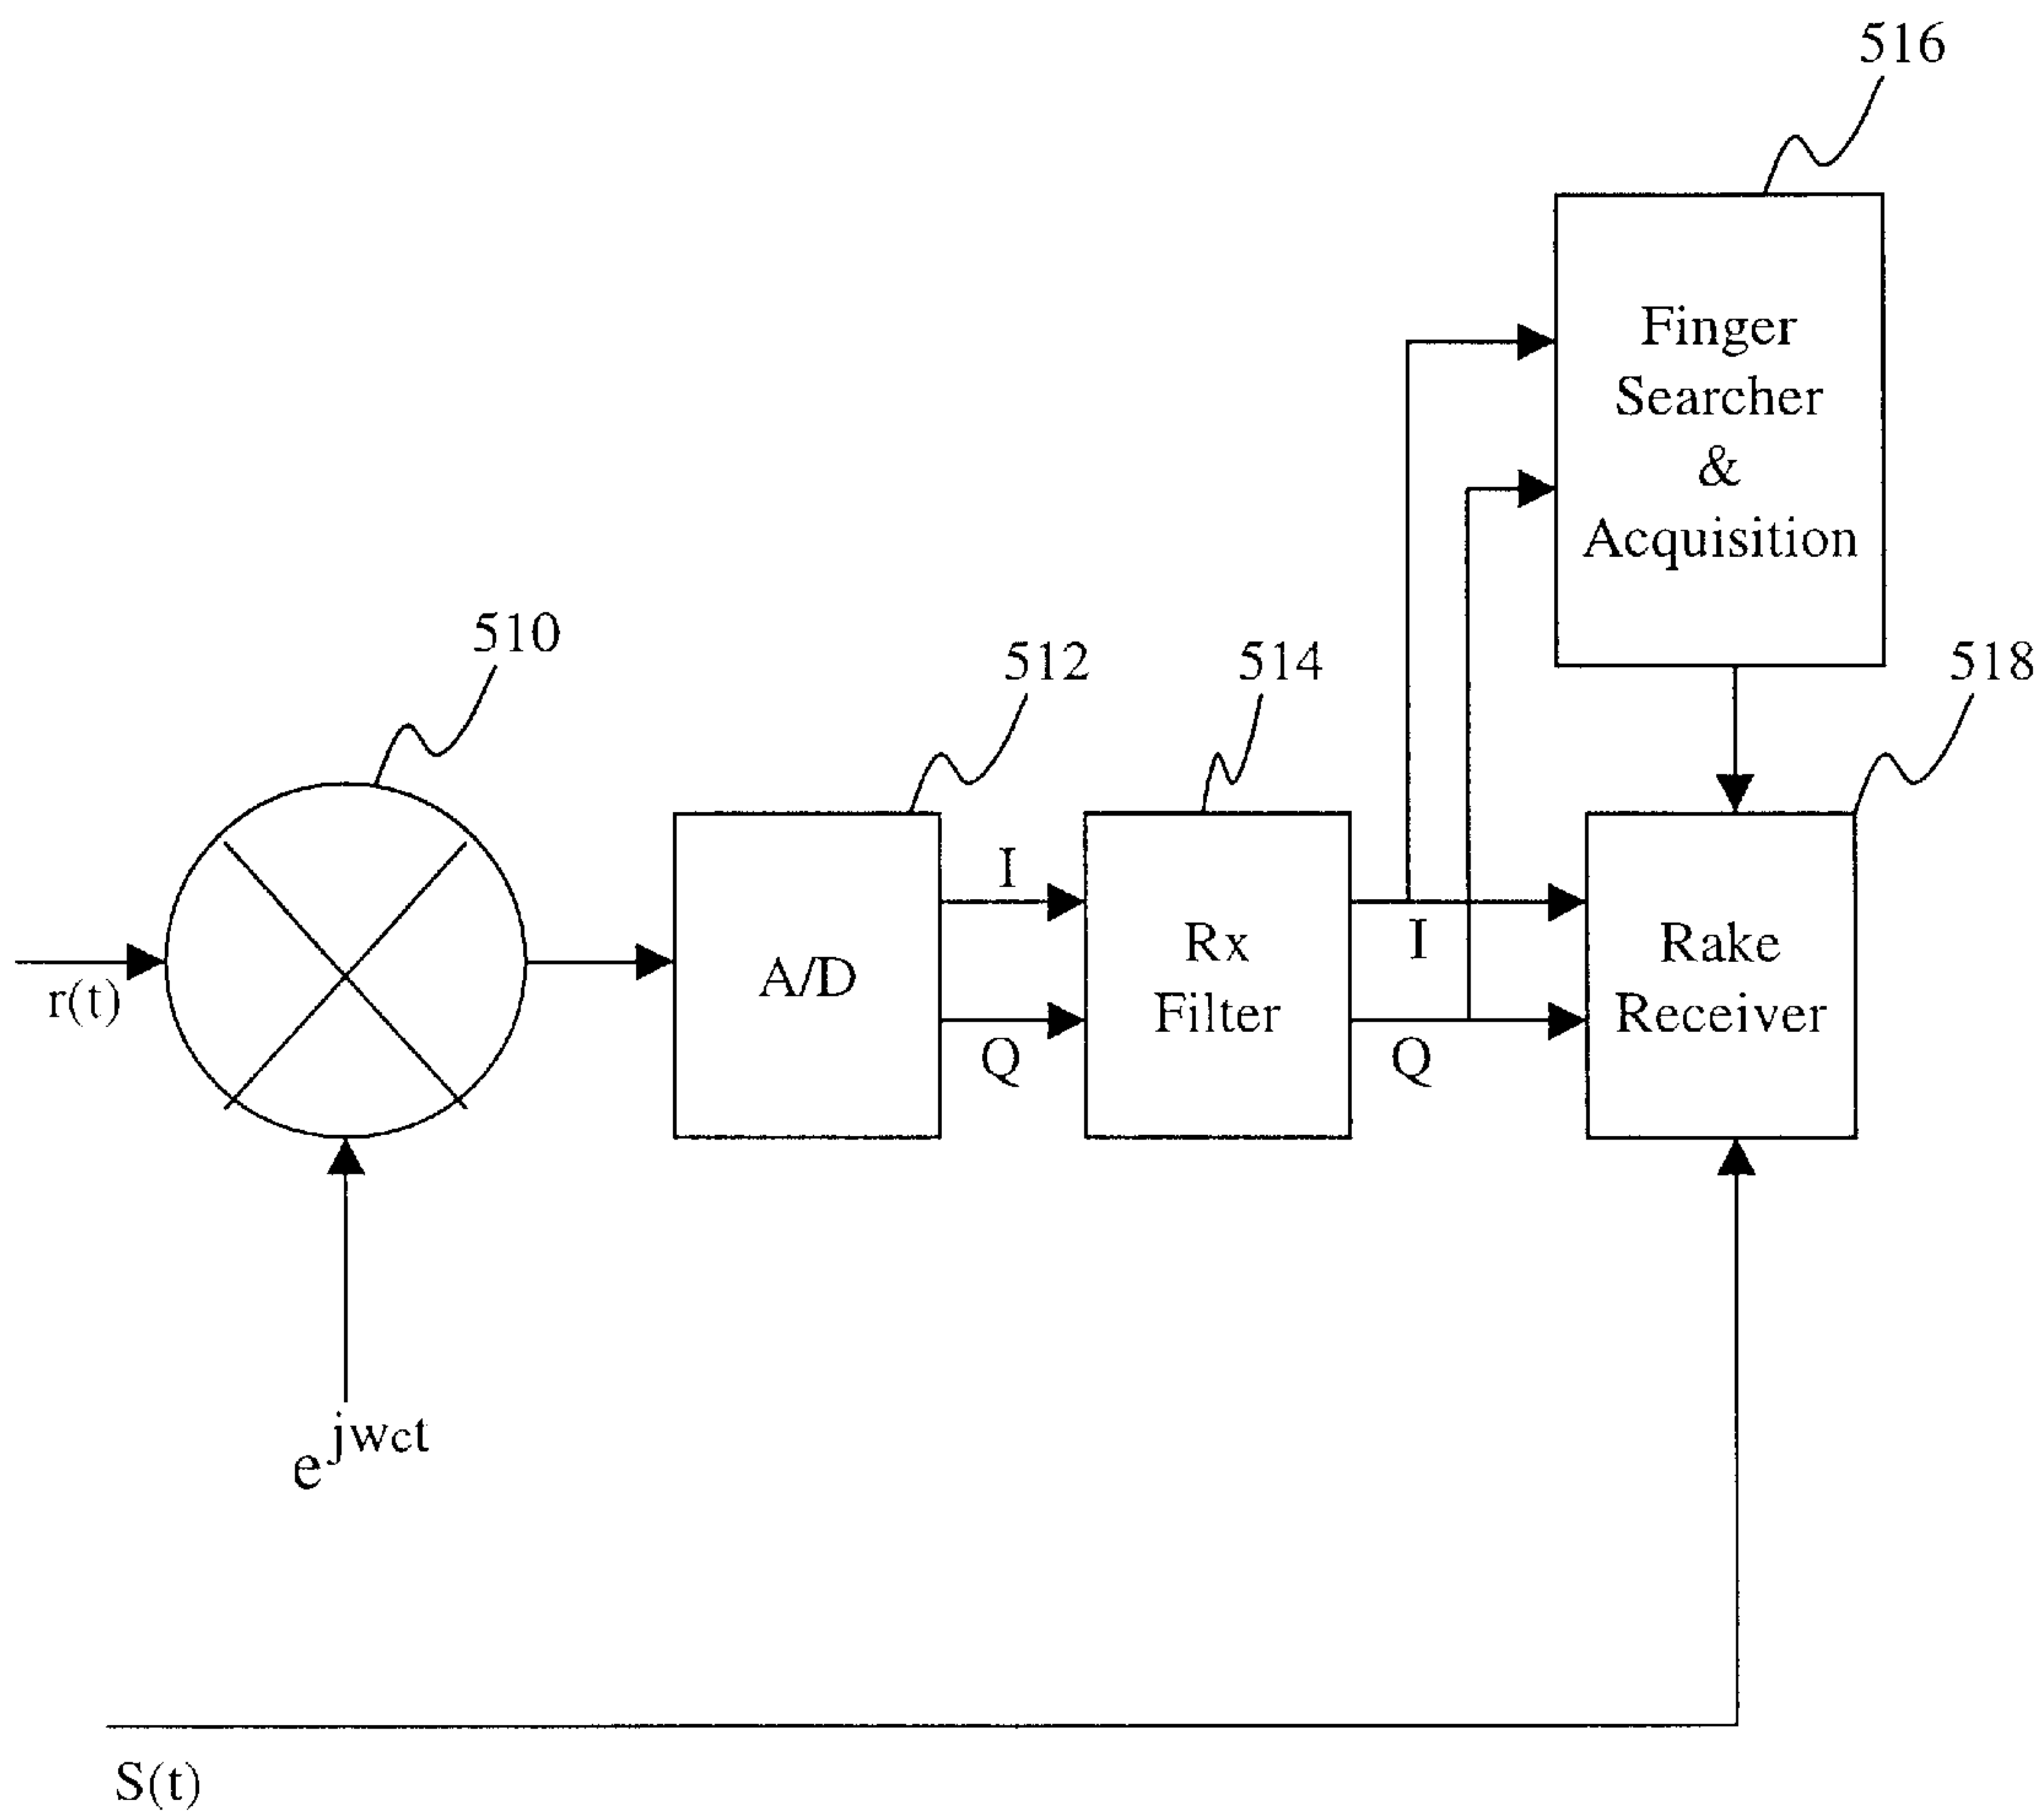 516
Finger
Searcher
&
Acquisition
510
512
514
518
I
I
Rx
Filter
Rake
Receiver
A/D
r(t)
Q
Q
e^jwct
S(t)